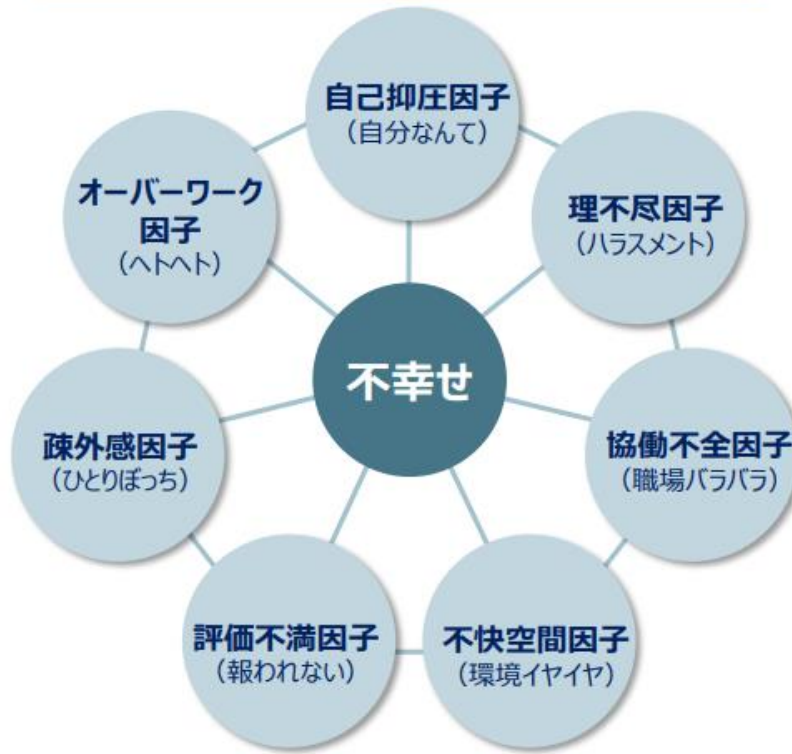 自己抑圧因子
（自分なんて）
理不尽因子
（ハラスメント）
協働不全因子
（職場バラバラ）
不快空間因子
（環境イヤイヤ）
評価不満因子
（報われない）
疎外感因子
（ひとりぼっち）
オーバーワーク
因子
（ヘトヘト）
不幸せ